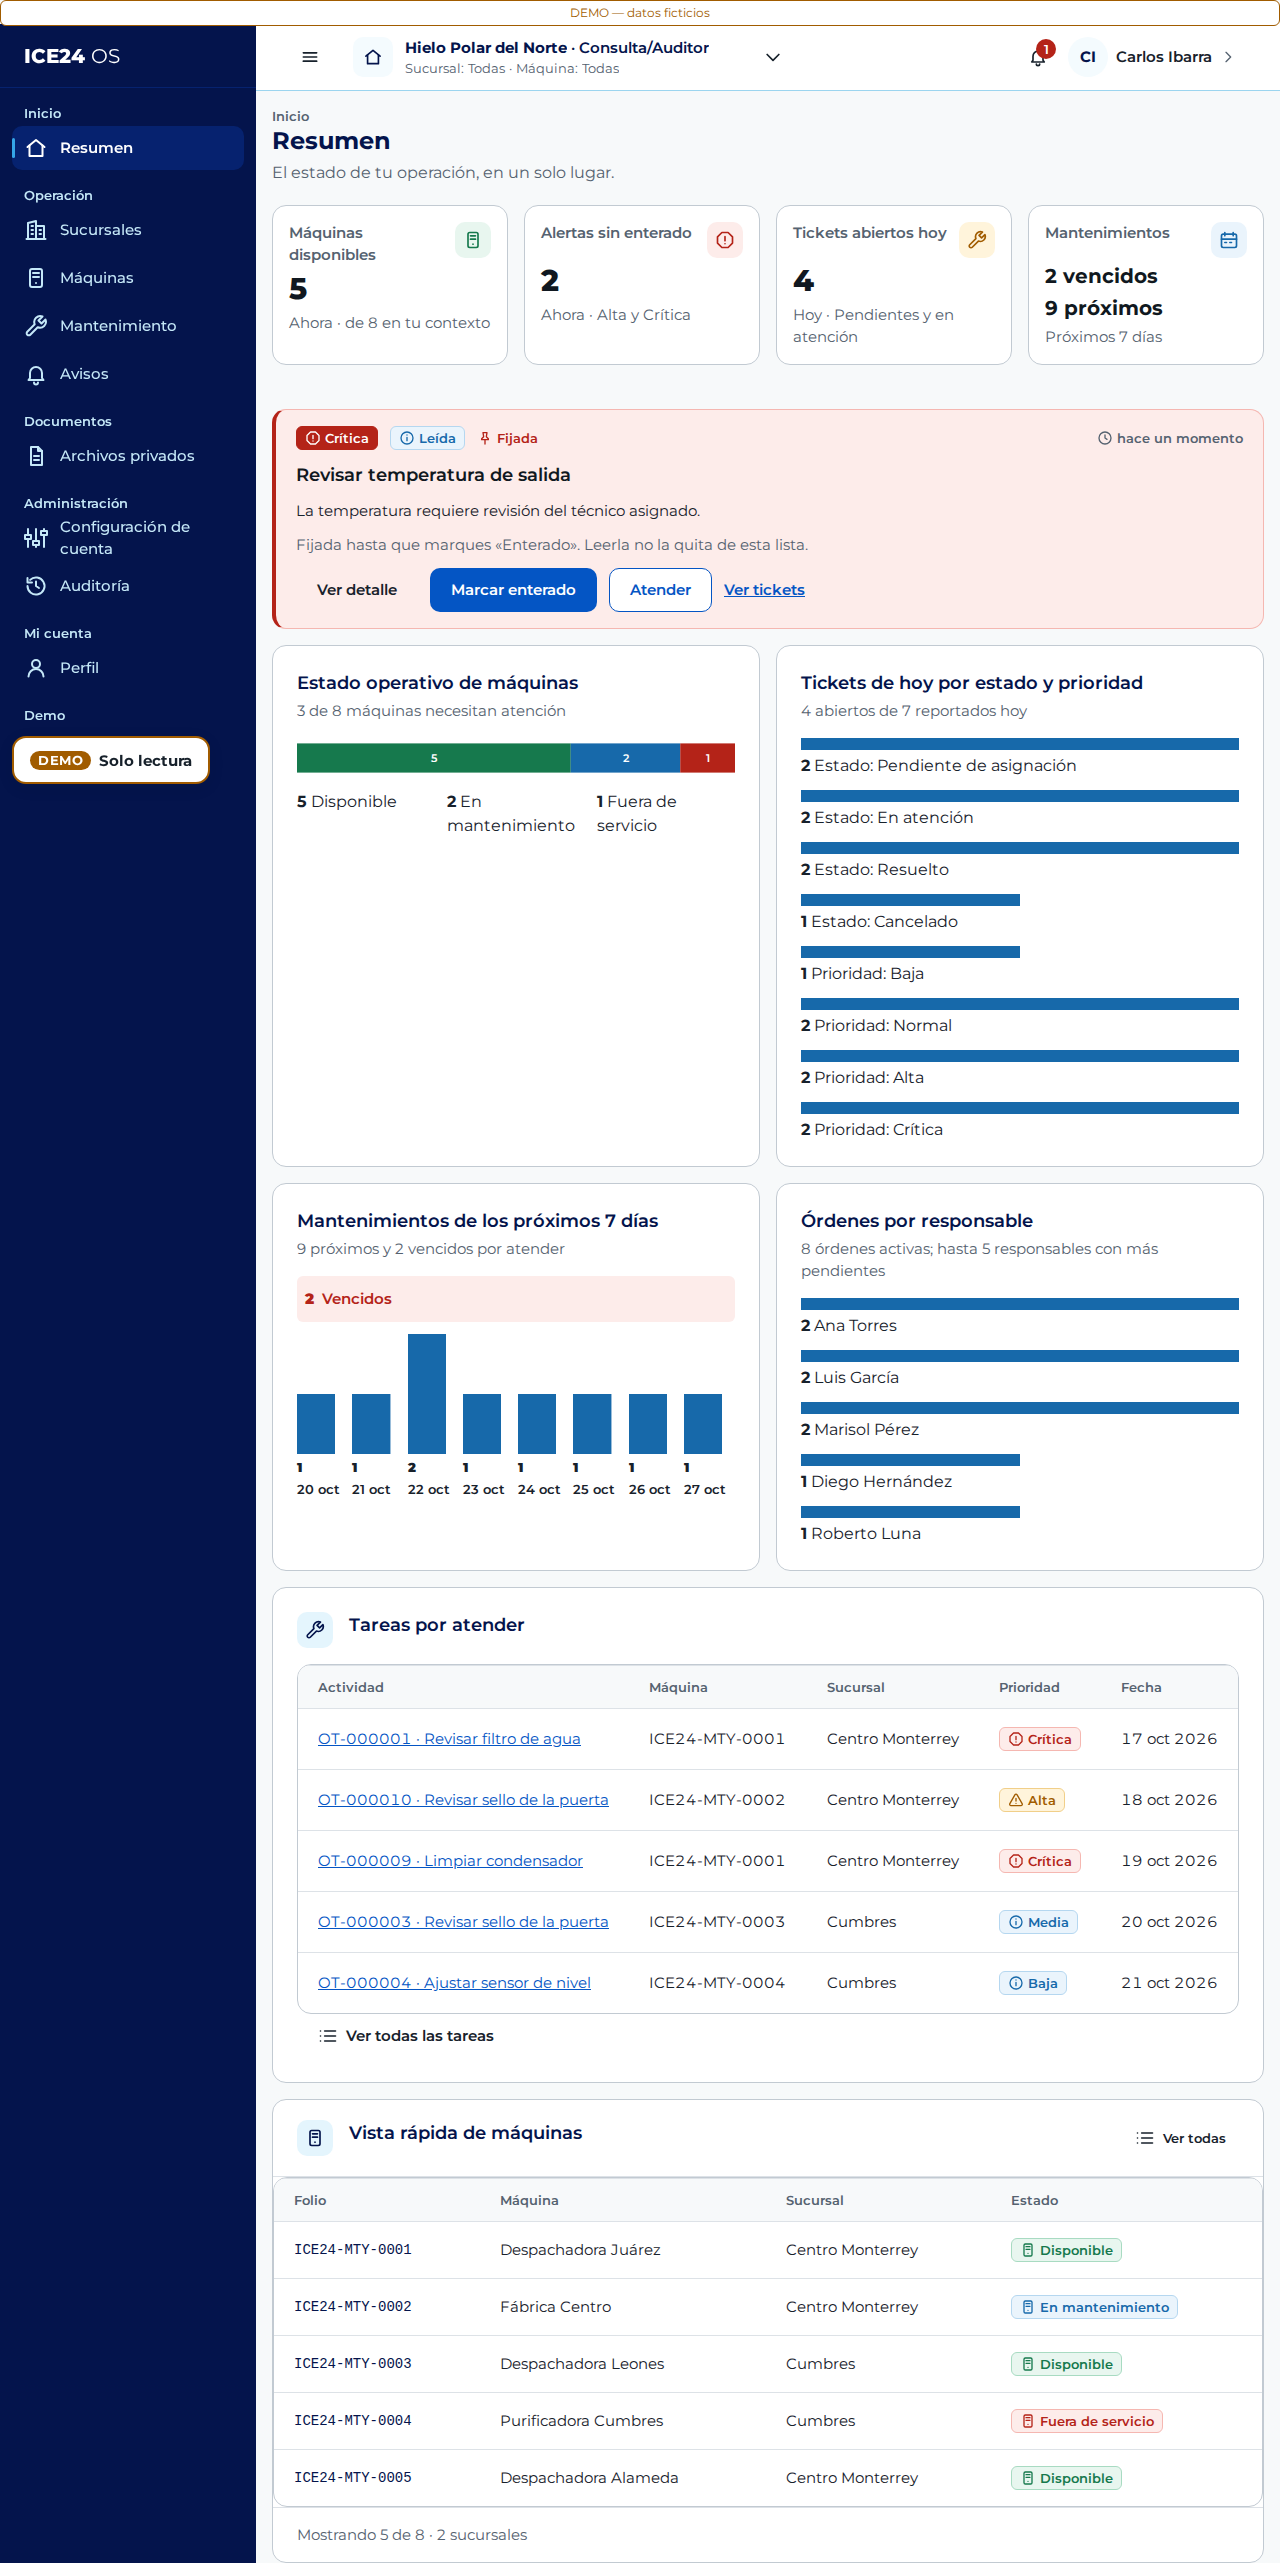 DEMO — datos ficticios
ICE24 OS
Inicio
Resumen
Operación
Sucursales
Máquinas
Mantenimiento
Avisos
Documentos
Archivos privados
Administración
Configuración de
cuenta
Auditoría
Mi cuenta
Perfil
Demo
DEMO Solo lectura
Hielo Polar del Norte · Consulta/Auditor
Sucursal: Todas · Máquina: Todas
1
CI Carlos Ibarra
Inicio
Resumen
El estado de tu operación, en un solo lugar.
Máquinas
disponibles
5
Ahora · de 8 en tu contexto
Alertas sin enterado
2
Ahora · Alta y Crítica
Tickets abiertos hoy
4
Hoy · Pendientes y en
atención
Mantenimientos
2 vencidos
9 próximos
Próximos 7 días
Crítica Leída Fijada hace un momento
Revisar temperatura de salida
La temperatura requiere revisión del técnico asignado.
Fijada hasta que marques «Enterado». Leerla no la quita de esta lista.
Ver detalle Marcar enterado Atender Ver tickets
Estado operativo de máquinas
3 de 8 máquinas necesitan atención
5 2 1
5 Disponible
2 En
mantenimiento
1 Fuera de
servicio
Tickets de hoy por estado y prioridad
4 abiertos de 7 reportados hoy
2 Estado: Pendiente de asignación
2 Estado: En atención
2 Estado: Resuelto
1 Estado: Cancelado
1 Prioridad: Baja
2 Prioridad: Normal
2 Prioridad: Alta
2 Prioridad: Crítica
Mantenimientos de los próximos 7 días
9 próximos y 2 vencidos por atender
2 Vencidos
1 1 2 1 1 1 1 1
20 oct 21 oct 22 oct 23 oct 24 oct 25 oct 26 oct 27 oct
Órdenes por responsable
8 órdenes activas; hasta 5 responsables con más
pendientes
2 Ana Torres
2 Luis García
2 Marisol Pérez
1 Diego Hernández
1 Roberto Luna
Tareas por atender
Actividad Máquina Sucursal Prioridad Fecha
OT-000001 · Revisar filtro de agua ICE24-MTY-0001 Centro Monterrey Crítica 17 oct 2026
OT-000010 · Revisar sello de la puerta ICE24-MTY-0002 Centro Monterrey Alta 18 oct 2026
OT-000009 · Limpiar condensador ICE24-MTY-0001 Centro Monterrey Crítica 19 oct 2026
OT-000003 · Revisar sello de la puerta ICE24-MTY-0003 Cumbres Media 20 oct 2026
OT-000004 · Ajustar sensor de nivel ICE24-MTY-0004 Cumbres Baja 21 oct 2026
Ver todas las tareas
Vista rápida de máquinas Ver todas
Folio Máquina Sucursal Estado
ICE24-MTY-0001 Despachadora Juárez Centro Monterrey Disponible
ICE24-MTY-0002 Fábrica Centro Centro Monterrey En mantenimiento
ICE24-MTY-0003 Despachadora Leones Cumbres Disponible
ICE24-MTY-0004 Purificadora Cumbres Cumbres Fuera de servicio
ICE24-MTY-0005 Despachadora Alameda Centro Monterrey Disponible
Mostrando 5 de 8 · 2 sucursales